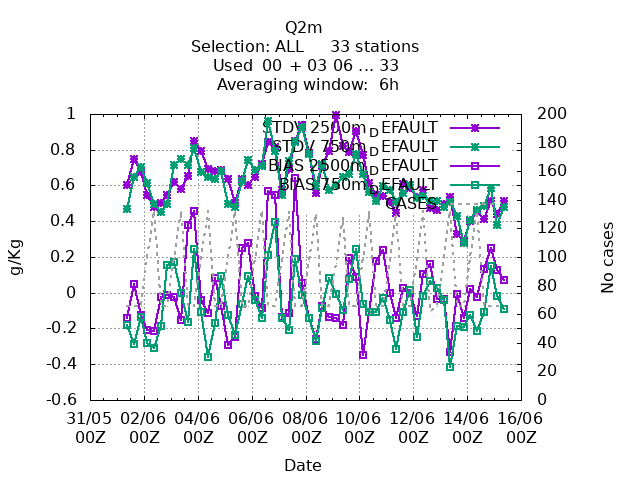 Q2m
Selection: ALL 33 stations
Used 00 + 03 06 ... 33
Averaging window: 6h
STDV 2500m_DEFAULT
STDV 750m_DEFAULT
BIAS 2500m_DEFAULT
BIAS 750m_DEFAULT
CASES
1
0.8
0.6
0.4
0.2
0
-0.2
-0.4
-0.6
g/Kg
200
180
160
140
120
100
80
60
40
20
0
No cases
31/05 02/06 04/06 06/06 08/06 10/06 12/06 14/06 16/06
00Z 00Z 00Z 00Z 00Z 00Z 00Z 00Z 00Z
Date